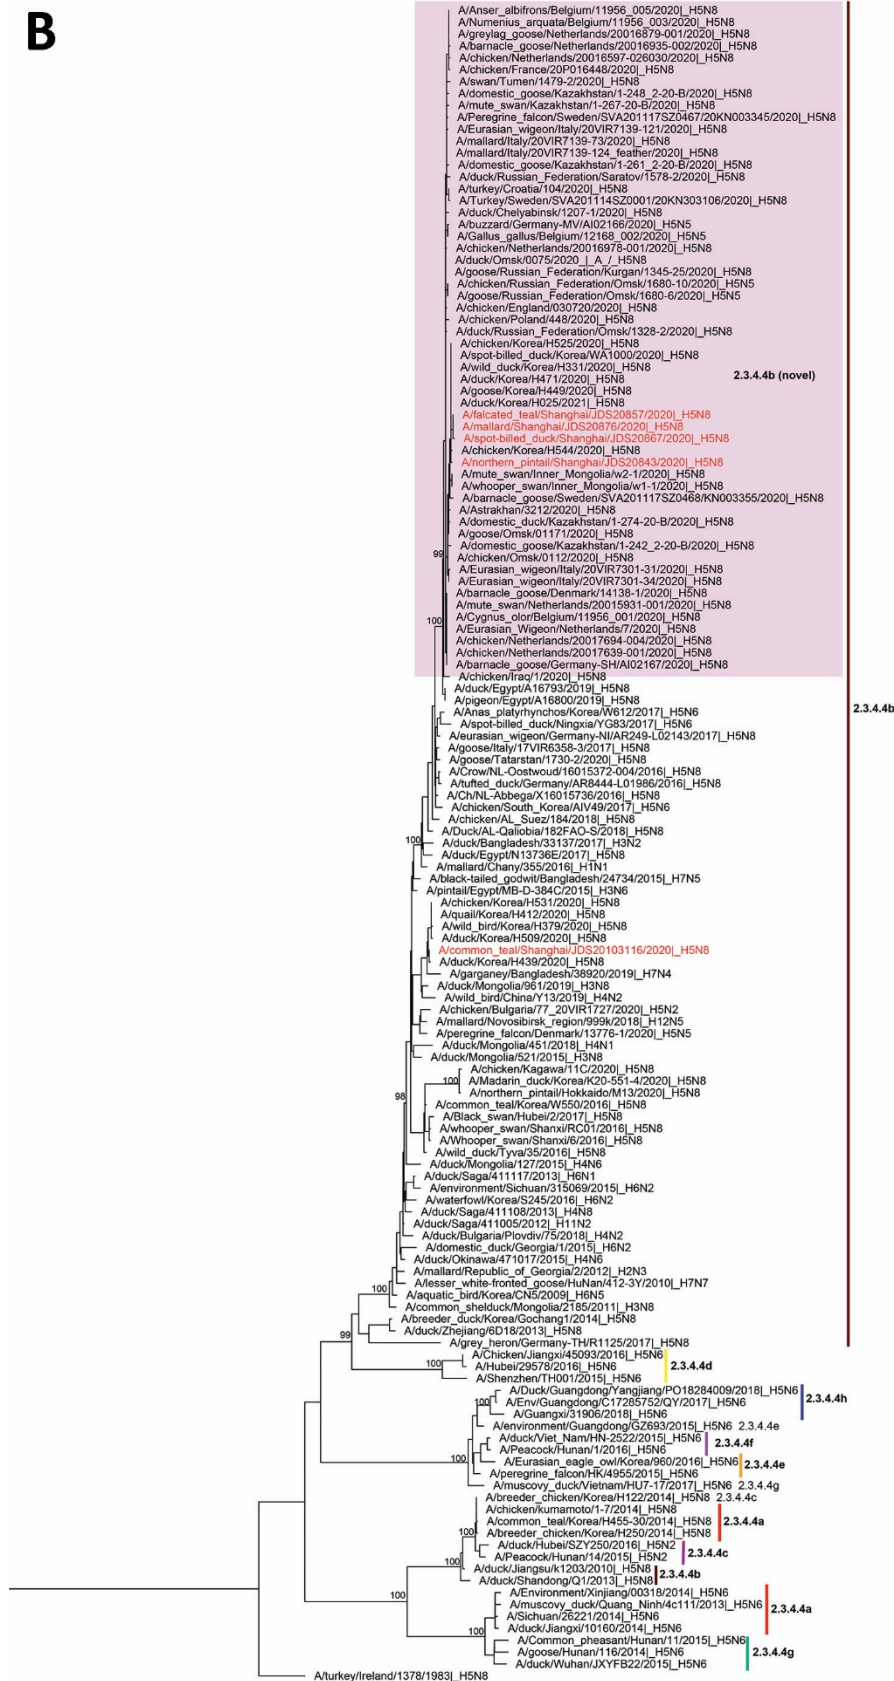 B
A/Anser_albifrons/Belgium/11956_005/2020|_H5N8
A/Numenius_arquata/Belgium/11956_003/2020|_H5N8
A/greylag_goose/Netherlands/20016879-001/2020|_H5N8
A/barnacle_goose/Netherlands/20016935-002/2020|_H5N8
A/chicken/Netherlands/20016597-026030/2020|_H5N8
A/chicken/France/20P016448/2020|_H5N8
A/swan/Tumen/1479-2/2020|_H5N8
A/domestic_goose/Kazakhstan/1-248_2-20-B/2020|_H5N8
A/mute_swan/Kazakhstan/1-267-20-B/2020|_H5N8
A/Peregrine_falcon/Sweden/SVA201117SZ0467/20KN003345/2020|_H5N8
A/Eurasian_wigeon/Italy/20VIR7139-121/2020|_H5N8
A/mallard/Italy/20VIR7139-73/2020|_H5N8
A/mallard/Italy/20VIR7139-124_feather/2020|_H5N8
A/domestic_goose/Kazakhstan/1-261_2-20-B/2020|_H5N8
A/duck/Russian_Federation/Saratov/1578-2/2020|_H5N8
A/turkey/Croatia/104/2020|_H5N8
A/Turkey/Sweden/SVA201114SZ0001/20KN303106/2020|_H5N8
A/duck/Chelyabinsk/1207-1/2020|_H5N8
A/buzzard/Germany-MV/AI02166/2020|_H5N5
A/Gallus_gallus/Belgium/12168_002/2020|_H5N5
A/chicken/Netherlands/20016978-001/2020|_H5N8
A/duck/Omsk/0075/2020_|_A_/_H5N8
A/goose/Russian_Federation/Kurgan/1345-25/2020|_H5N8
A/chicken/Russian_Federation/Omsk/1680-10/2020|_H5N5
A/goose/Russian_Federation/Omsk/1680-6/2020|_H5N5
A/chicken/England/030720/2020|_H5N8
A/chicken/Poland/448/2020|_H5N8
A/duck/Russian_Federation/Omsk/1328-2/2020|_H5N8
A/chicken/Korea/H525/2020|_H5N8
A/spot-billed_duck/Korea/WA1000/2020|_H5N8
A/wild_duck/Korea/H331/2020|_H5N8
A/duck/Korea/H471/2020|_H5N8
2.3.4.4b (novel)
A/goose/Korea/H449/2020|_H5N8
A/duck/Korea/H025/2021|_H5N8
A/falcated_teal/Shanghai/JDS20857/2020|_H5N8
A/mallard/Shanghai/JDS20876/2020|_H5N8
A/spot-billed_duck/Shanghai/JDS20867/2020|_H5N8
A/chicken/Korea/H544/2020|_H5N8
A/northern_pintail/Shanghai/JDS20843/2020|_H5N8
A/mute_swan/Inner_Mongolia/w2-1/2020|_H5N8
A/whooper_swan/Inner_Mongolia/w1-1/2020|_H5N8
A/barnacle_goose/Sweden/SVA201117SZ0468/KN003355/2020|_H5N8
A/Astrakhan/3212/2020|_H5N8
A/domestic_duck/Kazakhstan/1-274-20-B/2020|_H5N8
A/goose/Omsk/01171/2020|_H5N8
A/domestic_goose/Kazakhstan/1-242_2-20-B/2020|_H5N8
99
A/chicken/Omsk/0112/2020|_H5N8
A/Eurasian_wigeon/Italy/20VIR7301-31/2020|_H5N8
A/Eurasian_wigeon/Italy/20VIR7301-34/2020|_H5N8
A/barnacle_goose/Denmark/14138-1/2020|_H5N8
A/mute_swan/Netherlands/20015931-001/2020|_H5N8
100
A/Cygnus_olor/Belgium/11956_001/2020|_H5N8
A/Eurasian_Wigeon/Netherlands/7/2020|_H5N8
A/chicken/Netherlands/20017694-004/2020|_H5N8
A/chicken/Netherlands/20017639-001/2020|_H5N8
A/barnacle_goose/Germany-SH/AI02167/2020|_H5N8
A/chicken/Iraq/1/2020|_H5N8
A/duck/Egypt/A16793/2019|_H5N8
A/pigeon/Egypt/A16800/2019|_H5N8
2.3.4.4b
A/Anas_platyrhynchos/Korea/W612/2017|_H5N6
A/spot-billed_duck/Ningxia/YG83/2017|_H5N6
A/eurasian_wigeon/Germany-NI/AR249-L02143/2017|_H5N8
A/goose/Italy/17VIR6358-3/2017|_H5N8
A/goose/Tatarstan/1730-2/2020|_H5N8
A/Crow/NL-Oostwoud/16015372-004/2016|_H5N8
A/tufted_duck/Germany/AR8444-L01986/2016|_H5N8
A/Ch/NL-Abbega/X16015736/2016|_H5N8
A/chicken/South_Korea/AIV49/2017|_H5N6
A/chicken/AL_Suez/184/2018|_H5N8
A/Duck/AL-Qaliobia/182FAO-S/2018|_H5N8
100
A/duck/Bangladesh/33137/2017|_H3N2
A/duck/Egypt/N13736E/2017|_H5N8
A/mallard/Chany/355/2016|_H1N1
A/black-tailed_godwit/Bangladesh/24734/2015|_H7N5
A/pintail/Egypt/MB-D-384C/2015|_H3N6
A/chicken/Korea/H531/2020|_H5N8
A/quail/Korea/H412/2020|_H5N8
A/wild_bird/Korea/H379/2020|_H5N8
A/duck/Korea/H509/2020|_H5N8
A/common_teal/Shanghai/JDS20103116/2020|_H5N8
A/duck/Korea/H439/2020|_H5N8
A/garganey/Bangladesh/38920/2019|_H7N4
A/duck/Mongolia/961/2019|_H3N8
A/wild_bird/China/Y13/2019|_H4N2
A/chicken/Bulgaria/77_20VIR1727/2020|_H5N2
A/mallard/Novosibirsk_region/999k/2018|_H12N5
A/peregrine_falcon/Denmark/13776-1/2020|_H5N5
A/duck/Mongolia/451/2018|_H4N1
A/duck/Mongolia/521/2015|_H3N8
A/chicken/Kagawa/11C/2020|_H5N8
100
A/Madarin_duck/Korea/K20-551-4/2020|_H5N8
A/northern_pintail/Hokkaido/M13/2020|_H5N8
98
A/common_teal/Korea/W550/2016|_H5N8
A/Black_swan/Hubei/2/2017|_H5N8
A/whooper_swan/Shanxi/RC01/2016|_H5N8
A/Whooper_swan/Shanxi/6/2016|_H5N8
A/wild_duck/Tyva/35/2016|_H5N8
A/duck/Mongolia/127/2015|_H4N6
A/duck/Saga/411117/2013|_H6N1
A/environment/Sichuan/315069/2015|_H6N2
A/waterfowl/Korea/S245/2016|_H6N2
A/duck/Saga/411108/2013|_H4N8
A/duck/Saga/411005/2012|_H11N2
A/duck/Bulgaria/Plovdiv/75/2018|_H4N2
A/domestic_duck/Georgia/1/2015|_H6N2
A/duck/Okinawa/471017/2015|_H4N6
A/mallard/Republic_of_Georgia/2/2012|_H2N3
A/lesser_white-fronted_goose/HuNan/412-3Y/2010|_H7N7
100
A/aquatic_bird/Korea/CN5/2009|_H6N5
A/common_shelduck/Mongolia/2185/2011|_H3N8
A/breeder_duck/Korea/Gochang1/2014|_H5N8
A/duck/Zhejiang/6D18/2013|_H5N8
99
A/grey_heron/Germany-TH/R1125/2017|_H5N8
A/Chicken/Jiangxi/45093/2016|_H5N6
100
A/Hubei/29578/2016|_H5N6
2.3.4.4d
A/Shenzhen/TH001/2015|_H5N6
A/Duck/Guangdong/Yangjiang/PO18284009/2018|_H5N6
100
A/Env/Guangdong/C17285752/QY/2017|_H5N6
2.3.4.4h
A/Guangxi/31906/2018|_H5N6
A/environment/Guangdong/GZ693/2015|_H5N6 2.3.4.4e
A/duck/Viet_Nam/HN-2522/2015|_H5N6
2.3.4.4f
A/Peacock/Hunan/1/2016|_H5N6
100
A/Eurasian_eagle_owl/Korea/960/2016|_H5N6
2.3.4.4e
A/peregrine_falcon/HK/4955/2015|_H5N6
A/muscovy_duck/Vietnam/HU7-17/2017|_H5N6 2.3.4.4g
A/breeder_chicken/Korea/H122/2014|_H5N8 2.3.4.4c
A/chicken/kumamoto/1-7/2014|_H5N8
A/common_teal/Korea/H455-30/2014|_H5N8
2.3.4.4a
100
A/breeder_chicken/Korea/H250/2014|_H5N8
A/duck/Hubei/SZY250/2016|_H5N2
2.3.4.4c
A/Peacock/Hunan/14/2015|_H5N2
100
A/duck/Jiangsu/k1203/2010|_H5N8
2.3.4.4b
A/duck/Shandong/Q1/2013|_H5N8
100
A/Environment/Xinjiang/00318/2014|_H5N6
A/muscovy_duck/Quang_Ninh/4c111/2013|_H5N6
2.3.4.4a
A/Sichuan/26221/2014|_H5N6
A/duck/Jiangxi/10160/2014|_H5N6
100
A/Common_pheasant/Hunan/11/2015|_H5N6
A/goose/Hunan/116/2014|_H5N6
2.3.4.4g
A/duck/Wuhan/JXYFB22/2015|_H5N6
A/turkey/Ireland/1378/1983|_H5N8